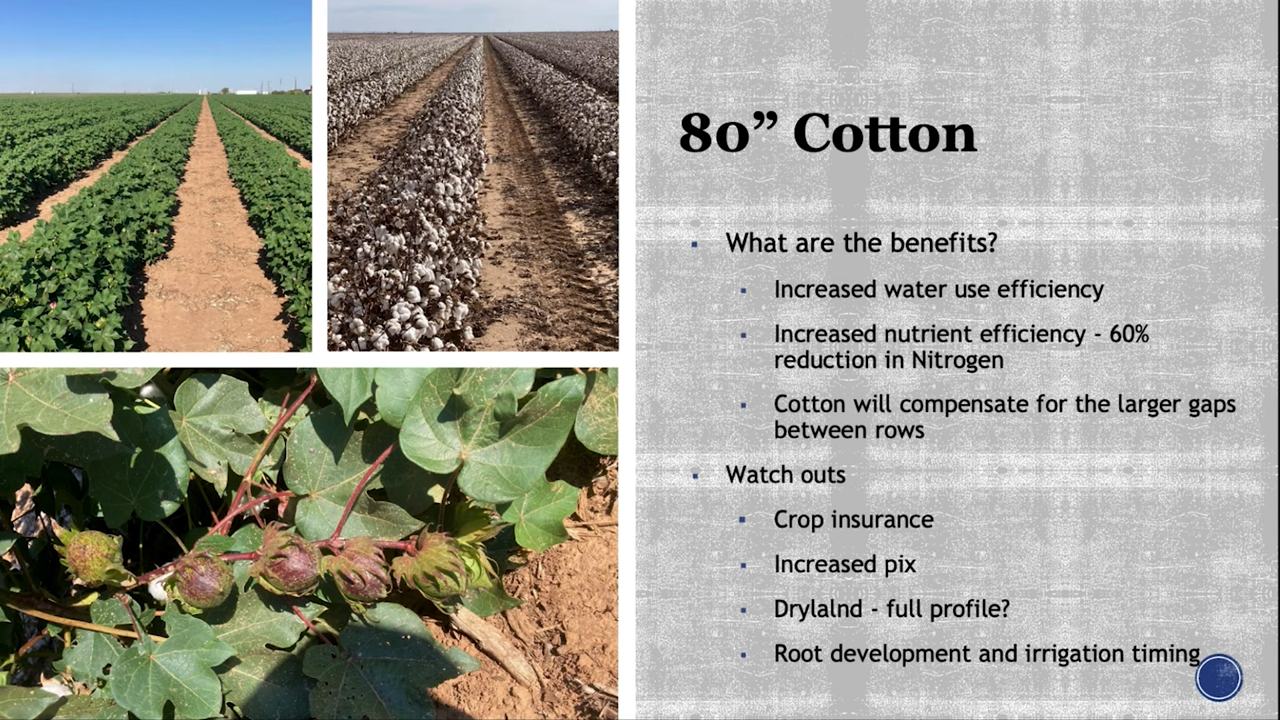 80” Cotton
What are the benefits?
Increased water use efficiency
Increased nutrient efficiency - 60%
reduction in Nitrogen
Cotton will compensate for the larger gaps
between rows
Watch outs
Crop insurance
Increased pix
Drylalnd - full profile?
Root development and irrigation timing